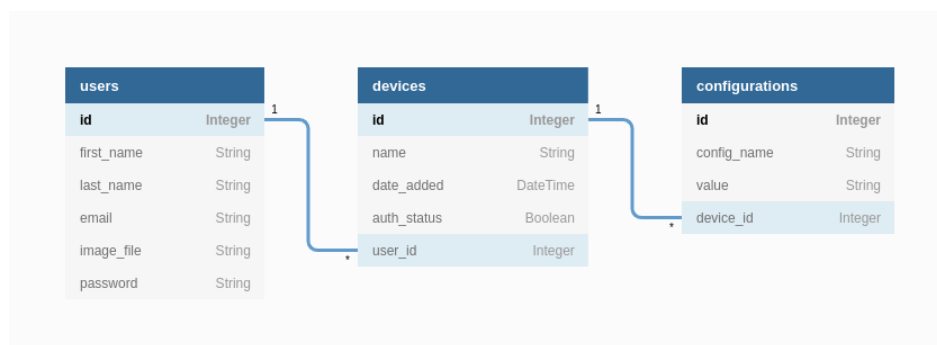 users
id Integer
first_name String
last_name String
email String
image_file String
password String
1
*
devices
id Integer
name String
date_added DateTime
auth_status Boolean
user_id Integer
1
*
configurations
id Integer
config_name String
value String
device_id Integer